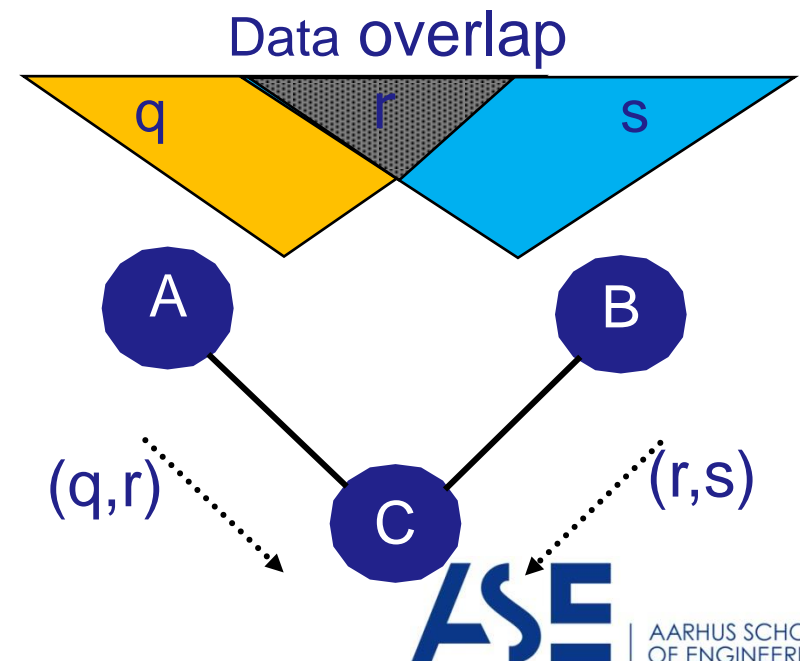 Data overlap
q r s
A B
(q,r) (r,s)
C
ASE
AARHUS SCHO
OF ENGINEERI